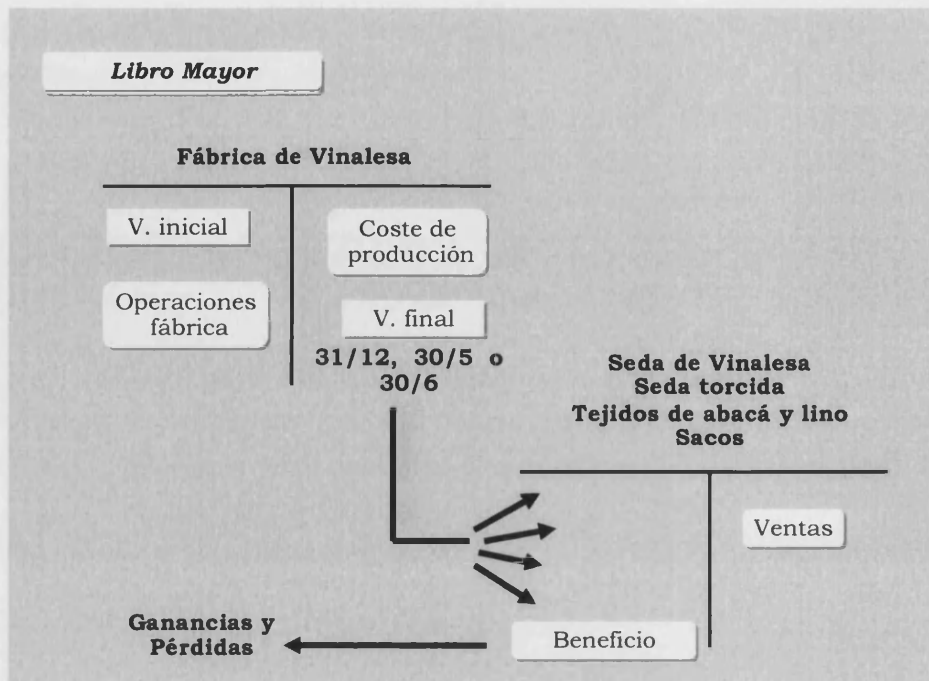 Libro Mayor
Fábrica de Vinalesa
V. inicial
Operaciones
fábrica
Coste de
producción
V. final
31/12, 30/5 o
30/6
Seda de Vinalesa
Seda torcida
Tejidos de abacá y lino
Sacos
Ventas
Beneficio
Ganancias y
Pérdidas